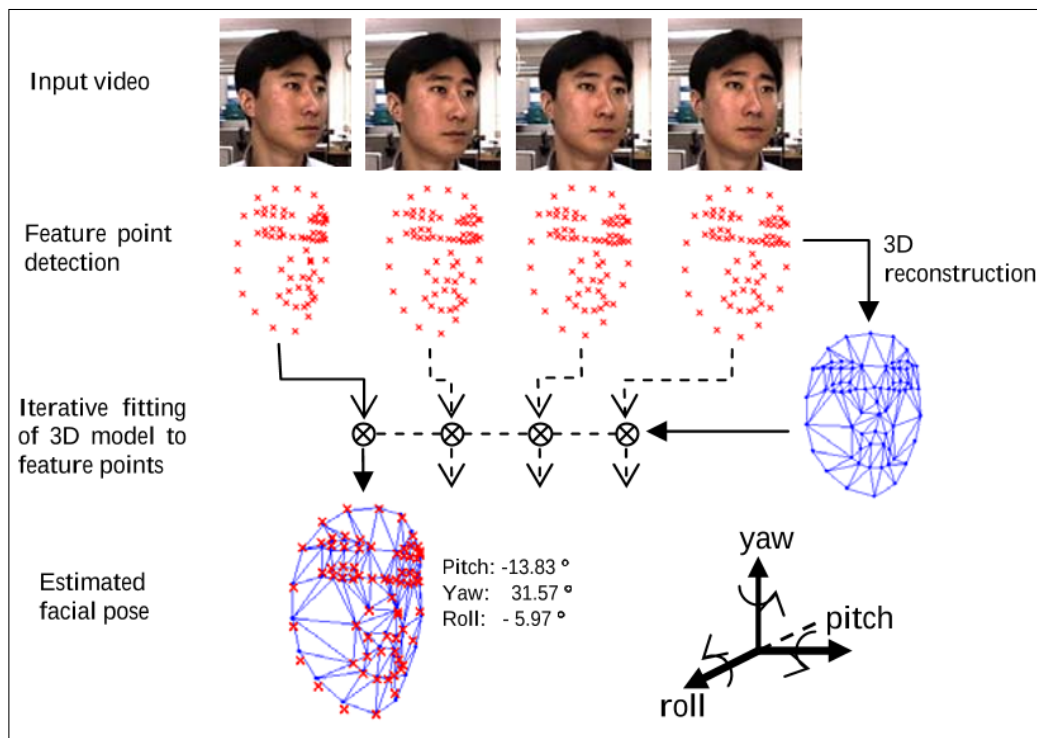 Input video
Feature point
detection
3D
reconstruction
Iterative fitting
of 3D model to
feature points
Estimated
facial pose
Pitch: -13.83 °
Yaw: 31.57 °
Roll: - 5.97 °
yaw
pitch
roll